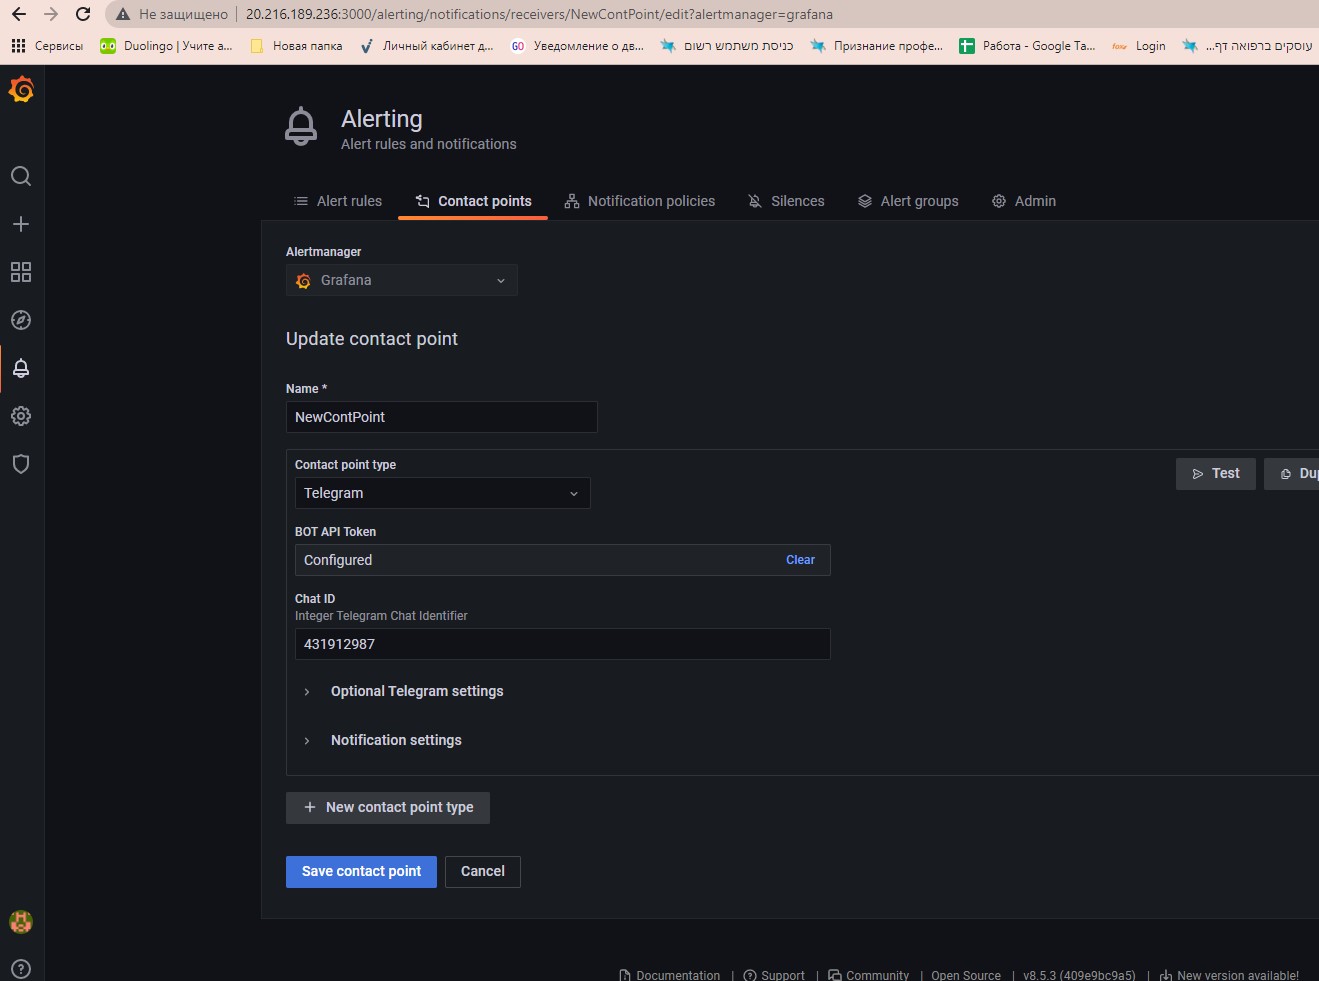 Не защищено 20.216.189.236:3000/alerting/notifications/receivers/NewContPoint/edit?alertmanager=grafana
Сервисы Duolingo | Учите а... Новая папка Личный кабинет д... GO Уведомление о дв... כניסת משתמש רשום Признание профе... Работа - Google Та... fox Login עוסקים ברפואה דף...
Alerting
Alert rules and notifications
Alert rules Contact points Notification policies Silences Alert groups Admin
Alertmanager
Grafana
Update contact point
Name *
NewContPoint
Contact point type
Test Dup
Telegram
BOT API Token
Configured Clear
Chat ID
Integer Telegram Chat Identifier
431912987
Optional Telegram settings
Notification settings
New contact point type
Save contact point Cancel
Documentation | Support | Community | Open Source | v8.5.3 (409e9bc9a5) | New version available!